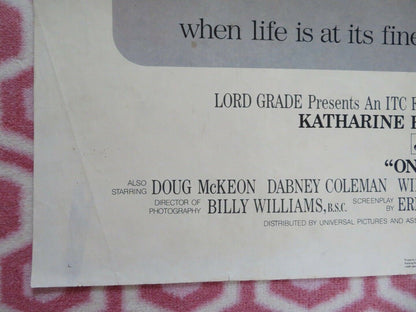 when life is at its fine
LORD GRADE Presents An ITC
KATHARINE
"ON
ALSO STARRING DOUG McKEON DABNEY COLEMAN WI
DIRECTOR OF PHOTOGRAPHY BILLY WILLIAMS, B.S.C. SCREENPLAY BY ER
DISTRIBUTED BY UNIVERSAL PICTURES AND ASS